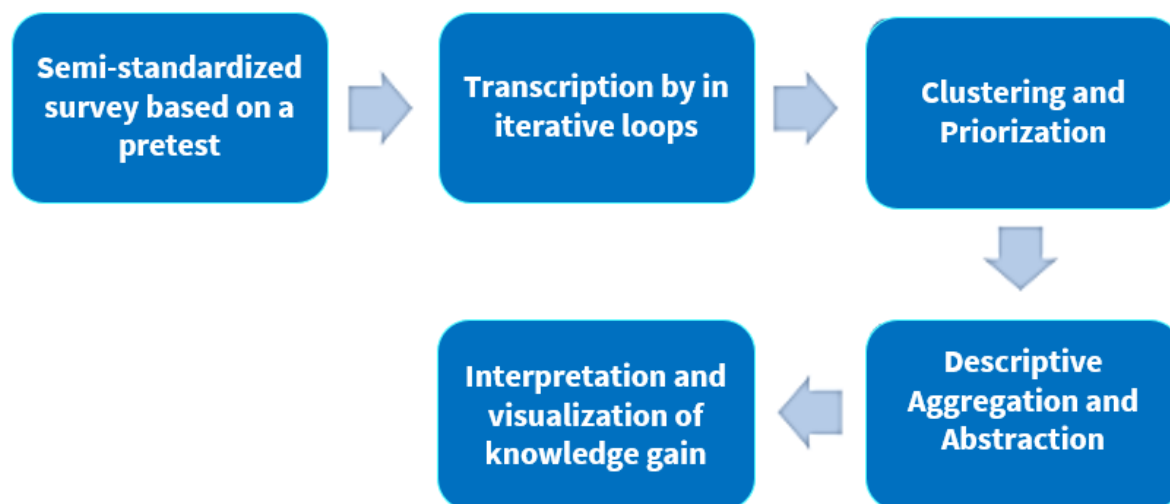 Semi-standardized
survey based on a
pretest
Transcription by in
iterative loops
Clustering and
Priorization
Descriptive
Aggregation and
Abstraction
Interpretation and
visualization of
knowledge gain